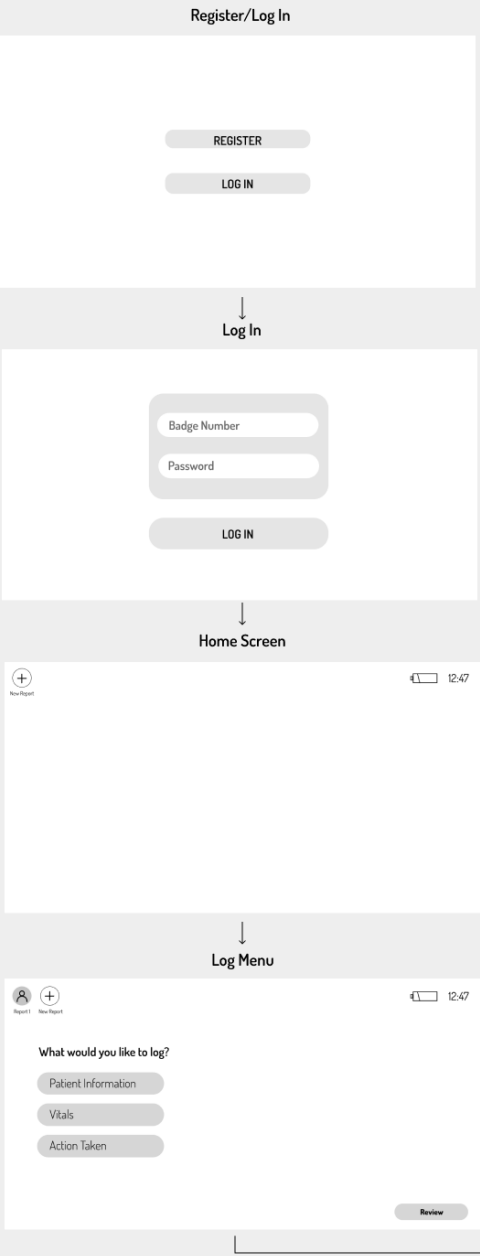 Register/Log In
REGISTER
LOG IN
Log In
Badge Number
Password
LOG IN
Home Screen
12:47
New Report
Log Menu
12:47
Report 1 New Report
What would you like to log?
Patient Information
Vitals
Action Taken
Review